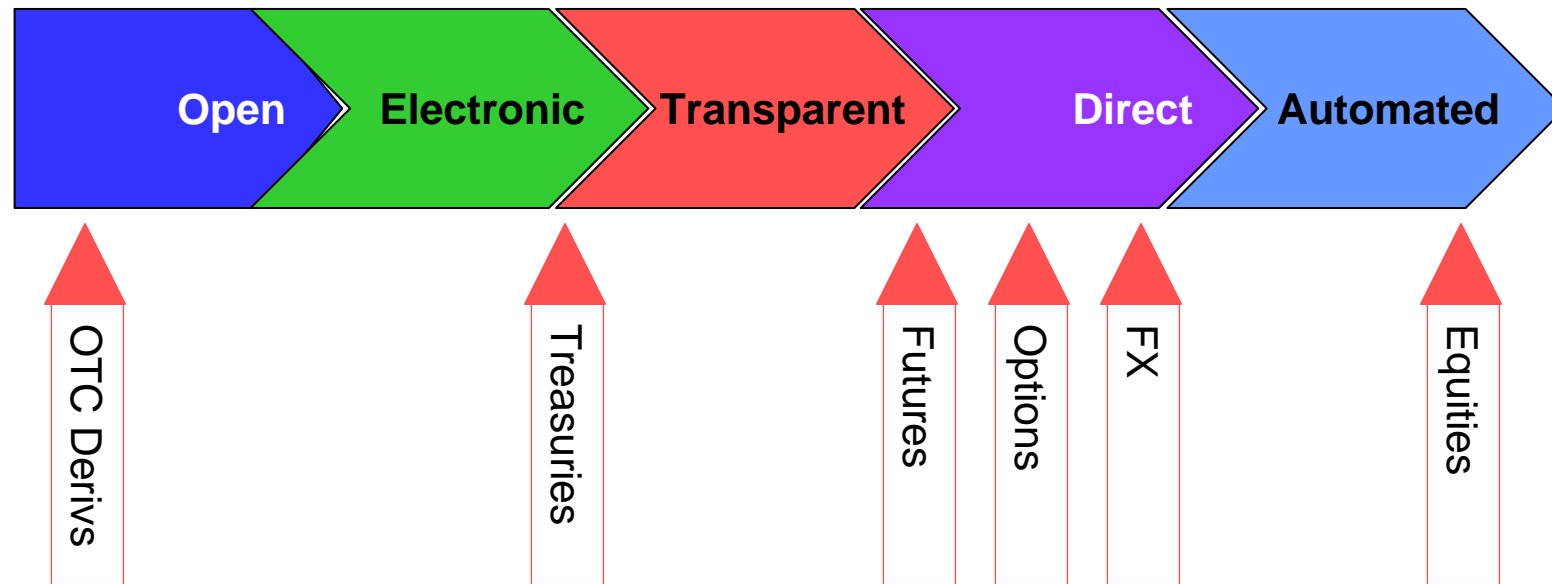 Open
Electronic
Transparent
Direct
Automated
OTC Derivs
Treasuries
Futures
Options
FX
Equities